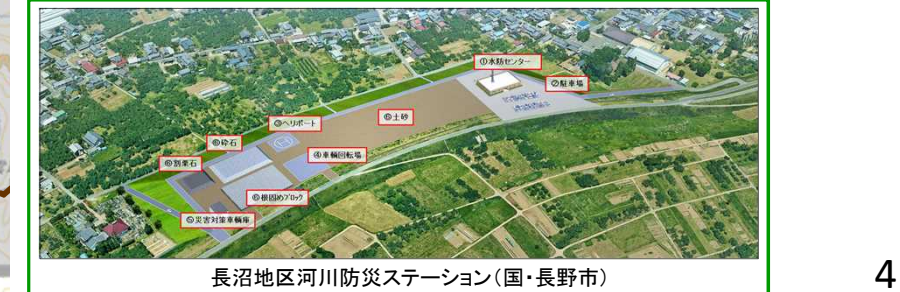 ①水防センター
②駐車場
③ヘリポート
⑥土砂
⑥砕石
④車輌回転場
⑥割栗石
⑥根固めブロック
⑤災害対策車輌庫
長沼地区河川防災ステーション(国・長野市)
4